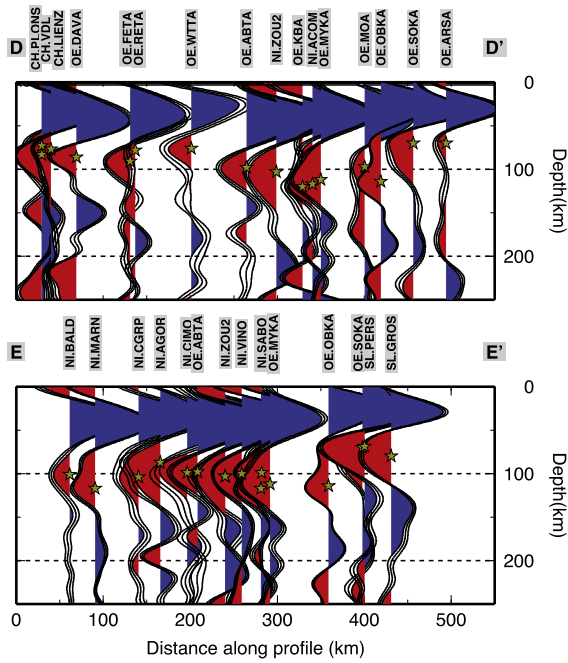 D
CH.PLONS
CH.VDL
CH.LIENZ
OE.DAVA
OE.FETA
OE.RETA
OE.WTTA
OE.ABTA
NI.ZOU2
OE.KBA
NI.ACOM
OE.MYKA
OE.MOA
OE.OBKA
OE.SOKA
OE.ARSA
D'
0
100
200
Depth(km)
E
NI.BALD
NI.MARN
NI.CGRP
NI.AGOR
NI.CIMO
OE.ABTA
NI.ZOU2
NI.VINO
NI.SABO
OE.MYKA
OE.OBKA
OE.SOKA
SL.PERS
SL.GROS
E'
0
100
200
Depth(km)
0 100 200 300 400 500
Distance along profile (km)